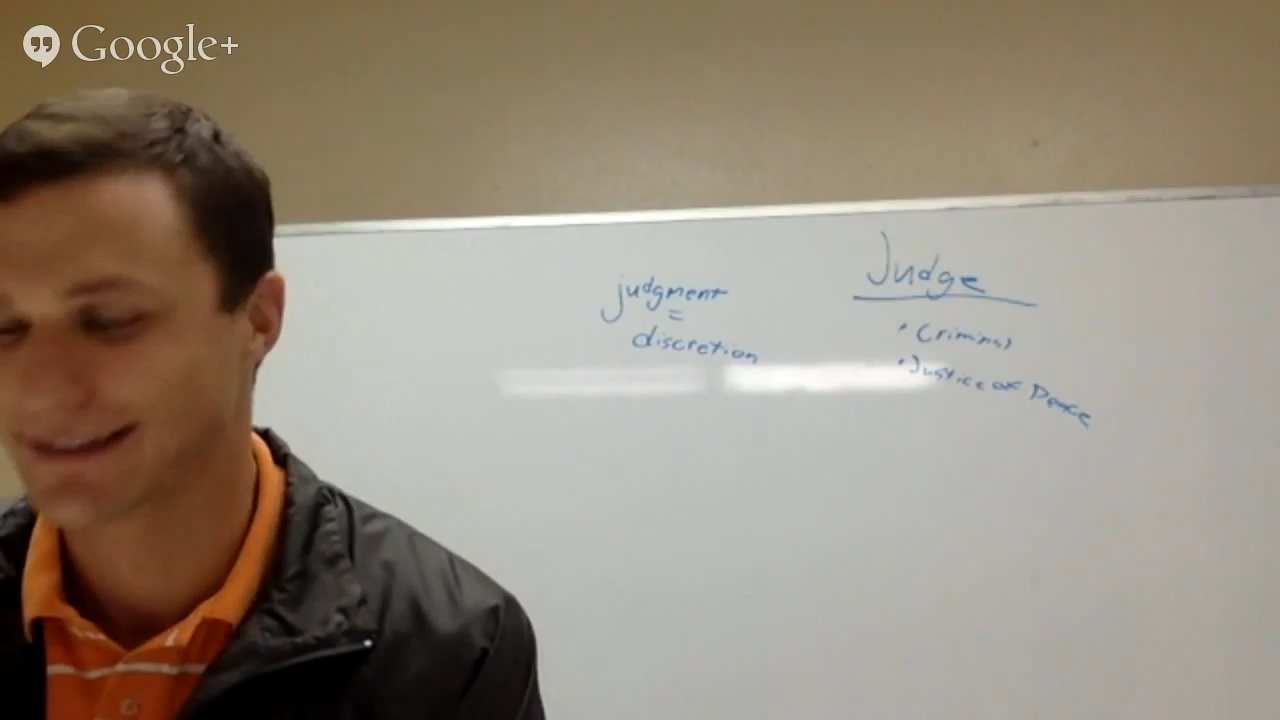 Google+
judgment
=
discretion
Judge
• Criminal
• Justice of Peace